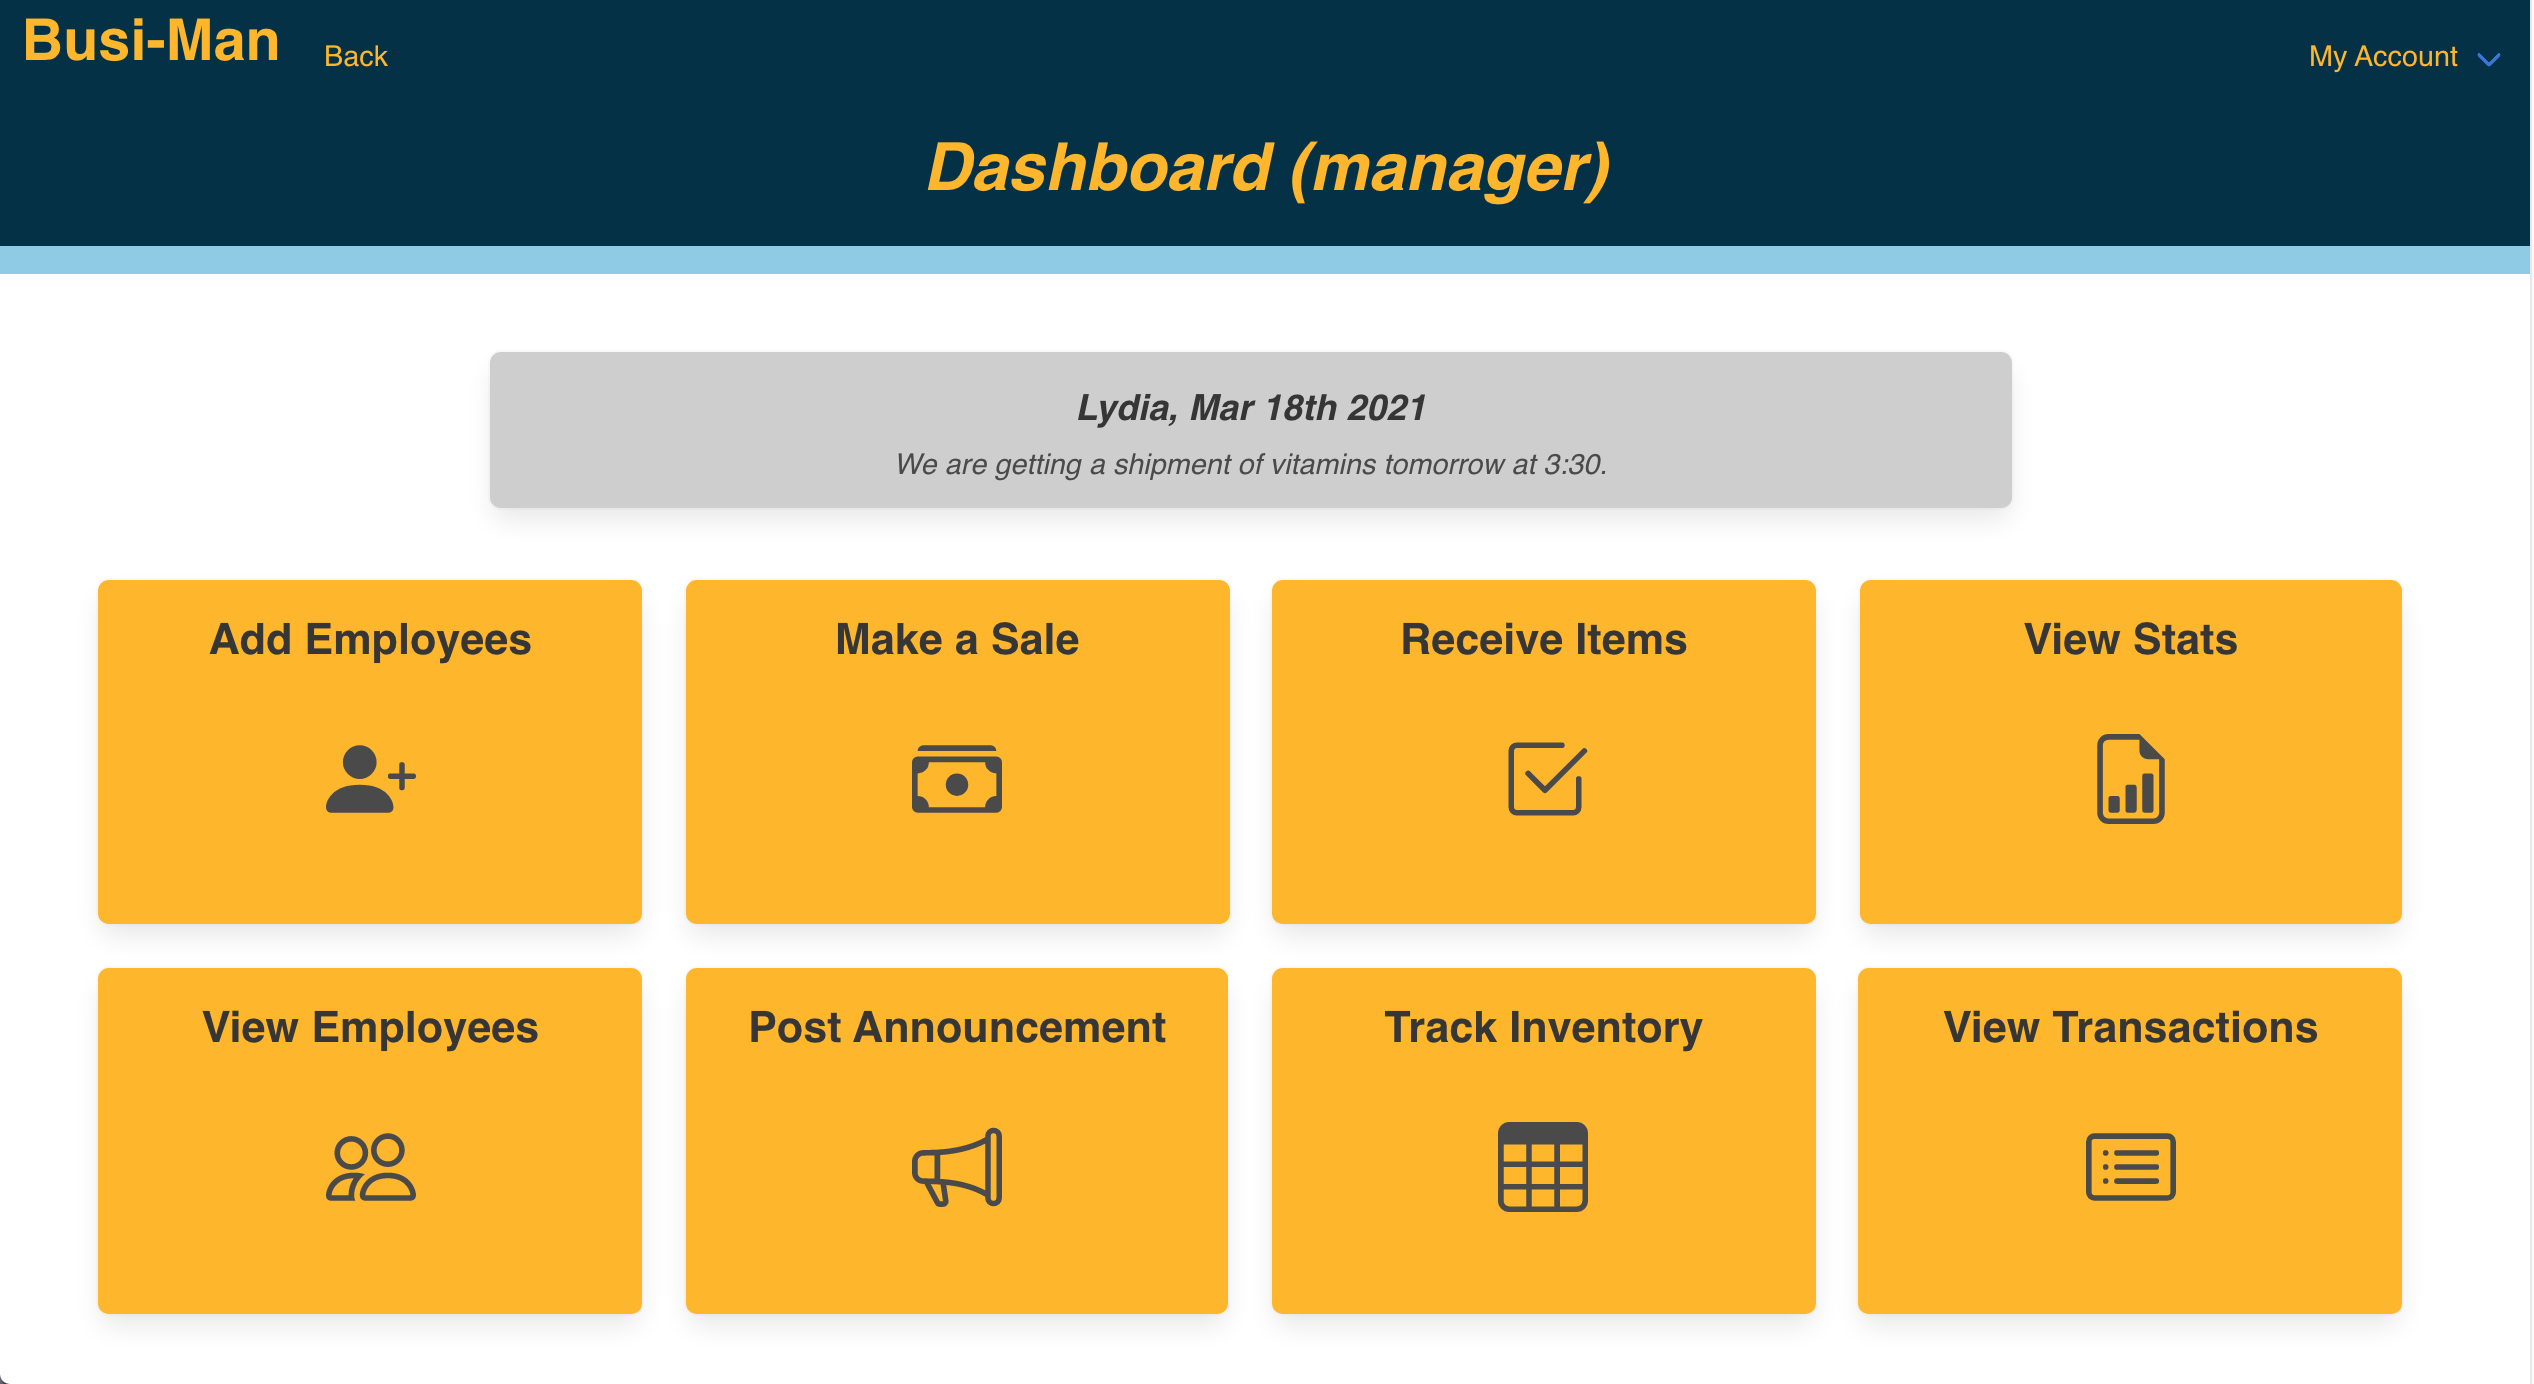 Busi-Man
Back
My Account
Dashboard (manager)
Lydia, Mar 18th 2021
We are getting a shipment of vitamins tomorrow at 3:30.
Add Employees
Make a Sale
Receive Items
View Stats
View Employees
Post Announcement
Track Inventory
View Transactions